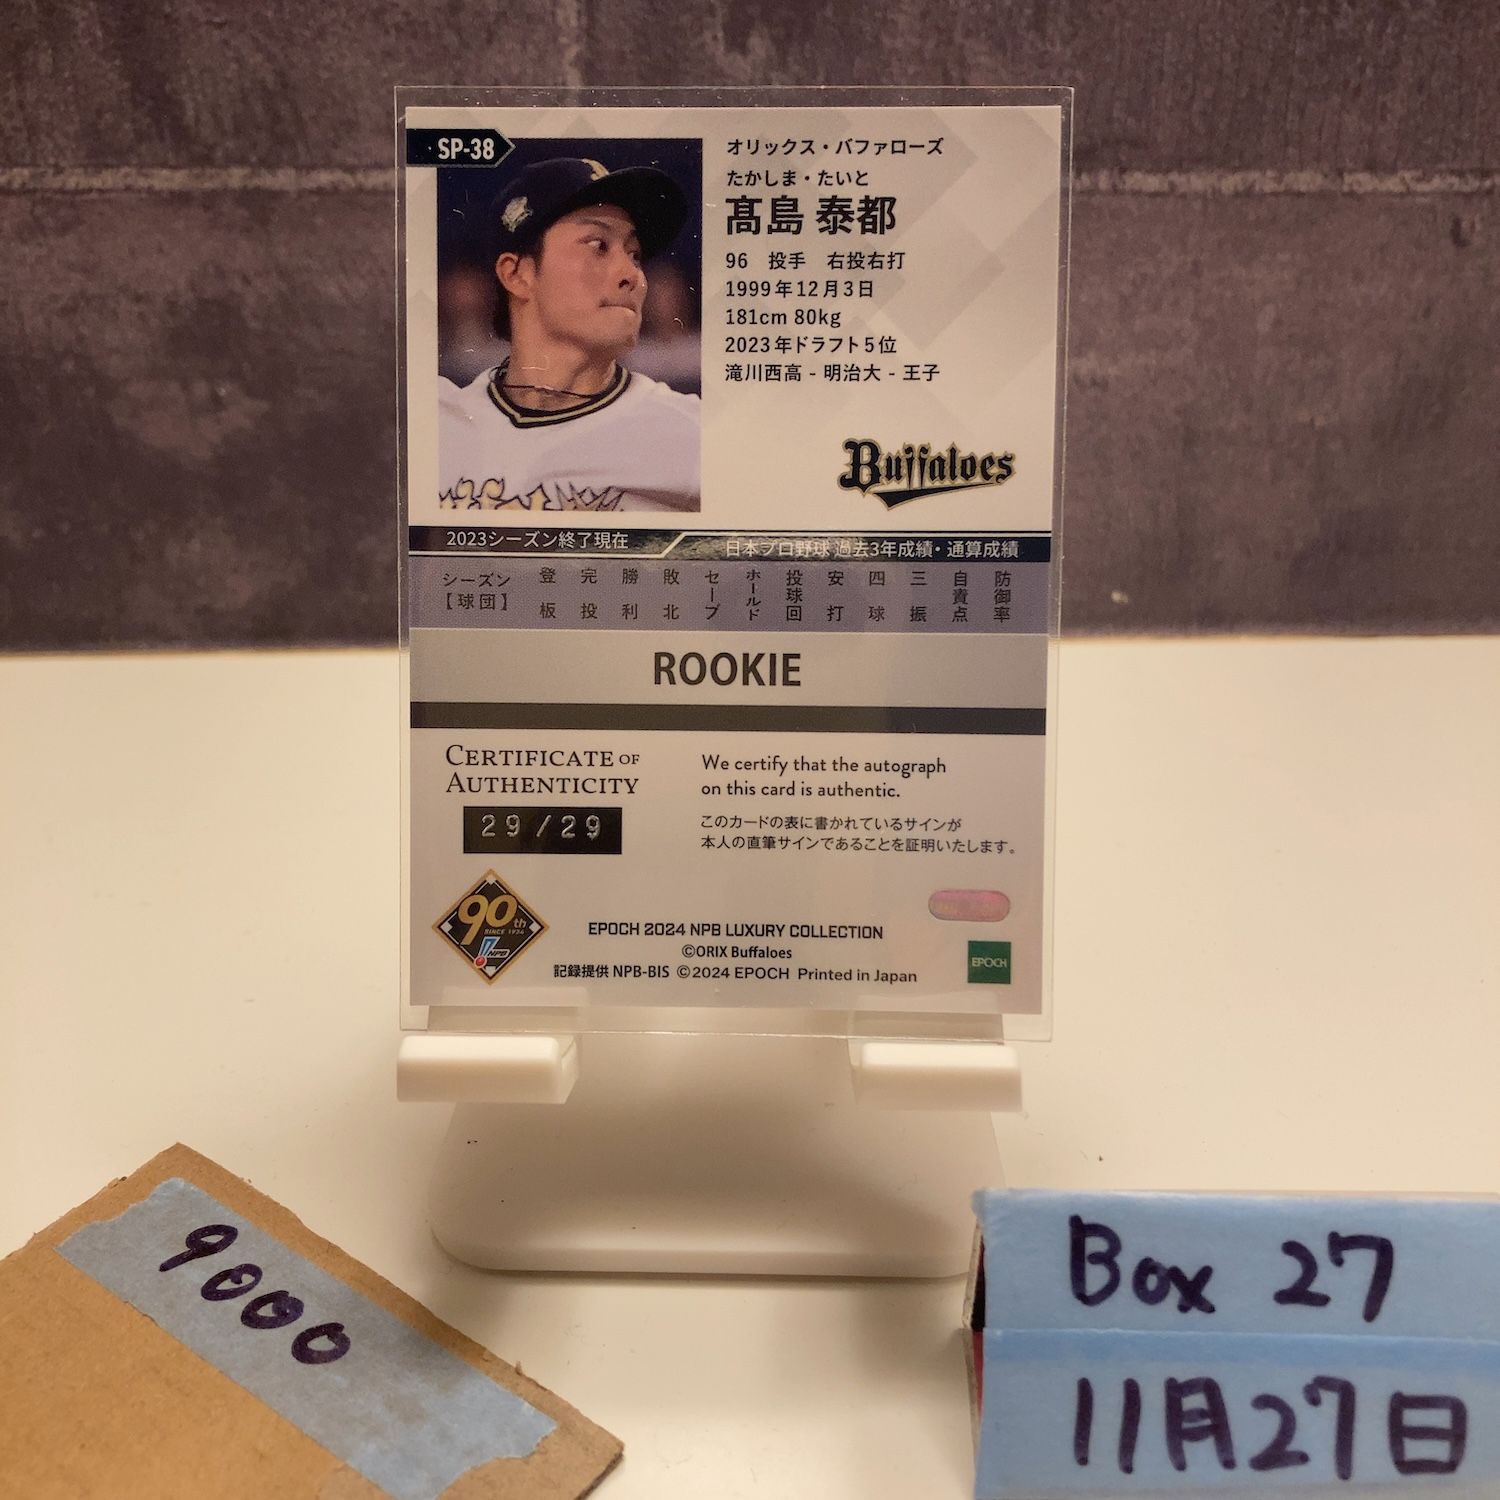 SP-38
オリックス・バファローズ
たかしま・たいと
髙島 泰都
96 投手 右投右打
1999年12月3日
181cm 80kg
2023年ドラフト5位
滝川西高 - 明治大 - 王子
Buffaloes
2023シーズン終了現在
日本プロ野球 過去3年成績・通算成績
シーズン【球団】 登板 完投 勝利 敗北 セーブ ホールド 投球回 安打 四球 三振 自責点 防御率
ROOKIE
CERTIFICATE OF
AUTHENTICITY
29/29
We certify that the autograph
on this card is authentic.
このカードの表に書かれているサインが
本人の直筆サインであることを証明いたします。
90th
SINCE 1934
NPB
EPOCH 2024 NPB LUXURY COLLECTION
©ORIX Buffaloes
記録提供 NPB-BIS ©2024 EPOCH Printed in Japan
EPOCH
9000
Box 27
11月27日